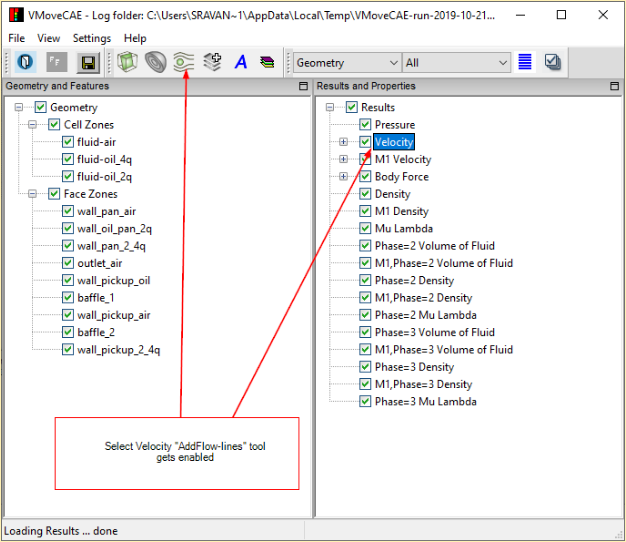 VMoveCAE - Log folder: C:\Users\SRAVAN~1\AppData\Local\Temp\VMoveCAE-run-2019-10-21...
File View Settings Help
FF A Geometry All
Geometry and Features
Geometry
Cell Zones
fluid-air
fluid-oil_4q
fluid-oil_2q
Face Zones
wall_pan_air
wall_oil_pan_2q
wall_pan_2_4q
outlet_air
wall_pickup_oil
baffle_1
wall_pickup_air
baffle_2
wall_pickup_2_4q
Results and Properties
Results
Pressure
Velocity
M1 Velocity
Body Force
Density
M1 Density
Mu Lambda
Phase=2 Volume of Fluid
M1,Phase=2 Volume of Fluid
Phase=2 Density
M1,Phase=2 Density
Phase=2 Mu Lambda
Phase=3 Volume of Fluid
M1,Phase=3 Volume of Fluid
Phase=3 Density
M1,Phase=3 Density
Phase=3 Mu Lambda
Select Velocity "AddFlow-lines" tool
gets enabled
Loading Results ... done